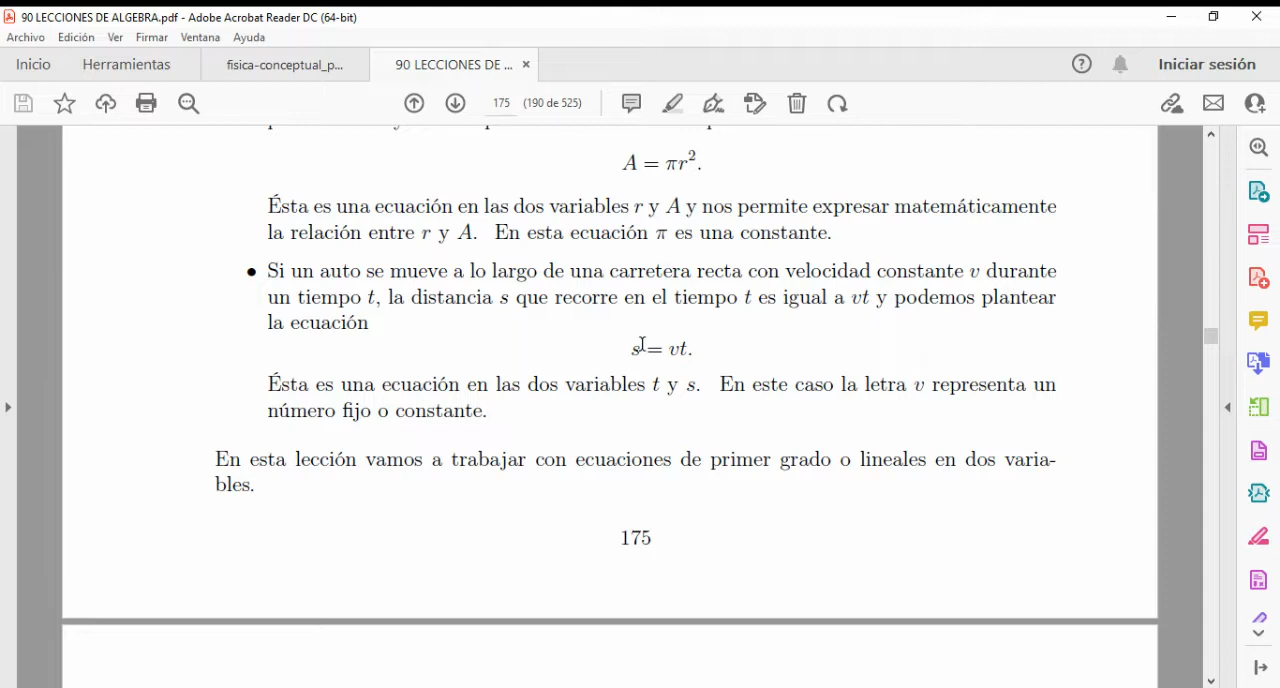 90 LECCIONES DE ALGEBRA.pdf - Adobe Acrobat Reader DC (64-bit)
Archivo Edición Ver Firmar Ventana Ayuda
Inicio Herramientas fisica-conceptual_p... 90 LECCIONES DE ... × Iniciar sesión
175 (190 de 525)
A = πr².
Ésta es una ecuación en las dos variables r y A y nos permite expresar matemáticamente
la relación entre r y A. En esta ecuación π es una constante.
• Si un auto se mueve a lo largo de una carretera recta con velocidad constante v durante
un tiempo t, la distancia s que recorre en el tiempo t es igual a vt y podemos plantear
la ecuación
s = vt.
Ésta es una ecuación en las dos variables t y s. En este caso la letra v representa un
número fijo o constante.
En esta lección vamos a trabajar con ecuaciones de primer grado o lineales en dos varia-
bles.
175